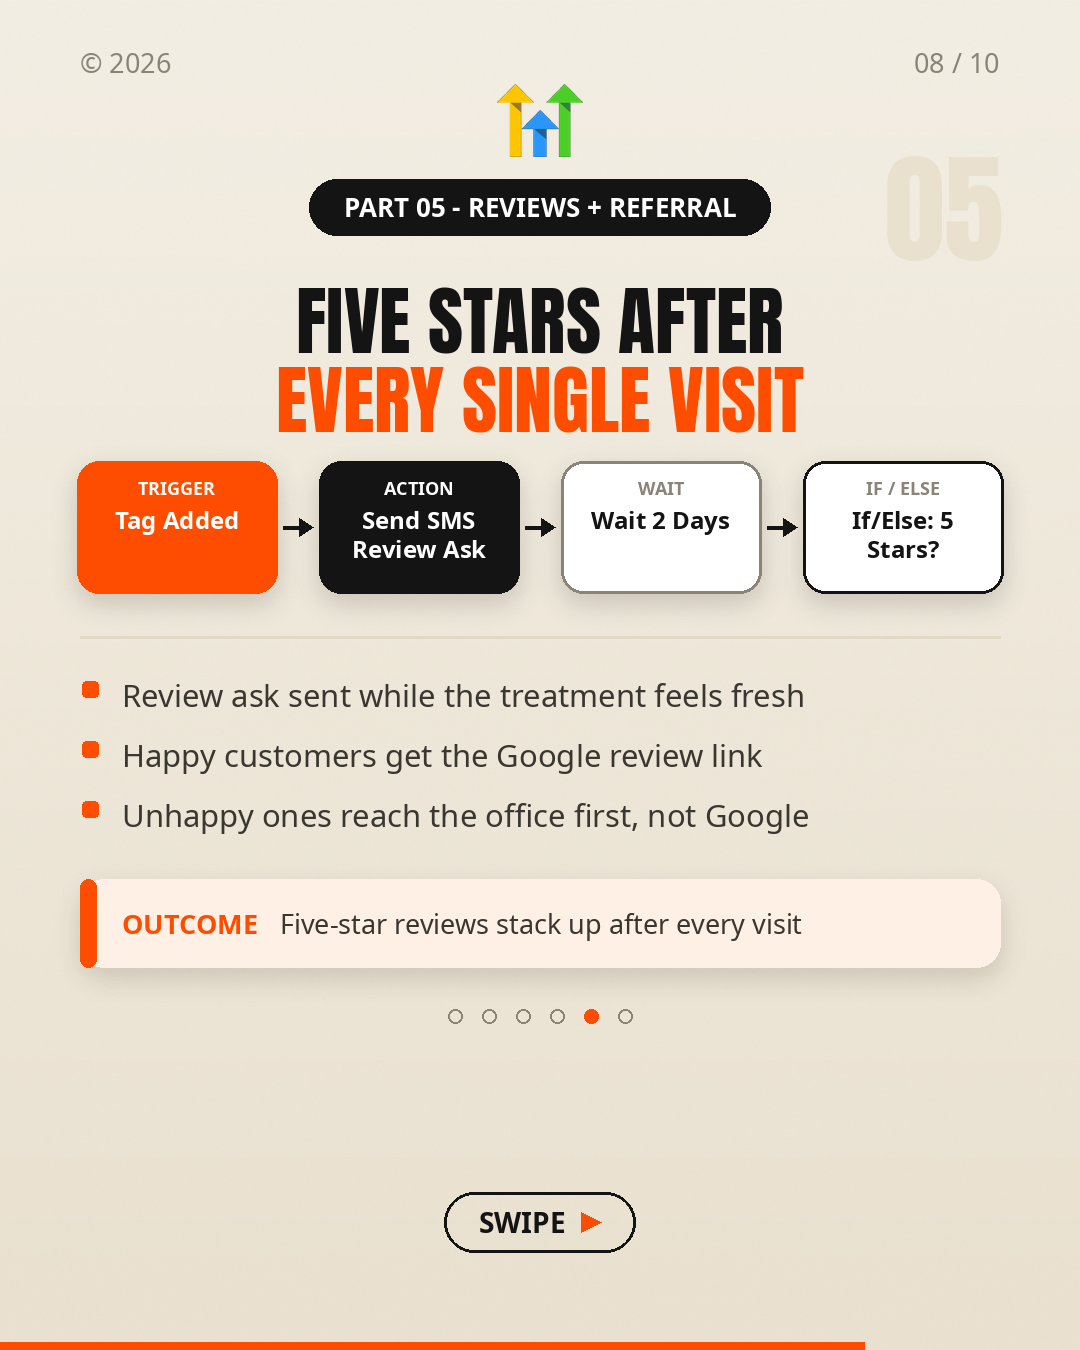 © 2026
08 / 10
PART 05 - REVIEWS + REFERRAL
05
FIVE STARS AFTER
EVERY SINGLE VISIT
TRIGGER
Tag Added
ACTION
Send SMS
Review Ask
WAIT
Wait 2 Days
IF / ELSE
If/Else: 5
Stars?
Review ask sent while the treatment feels fresh
Happy customers get the Google review link
Unhappy ones reach the office first, not Google
OUTCOME Five-star reviews stack up after every visit
SWIPE